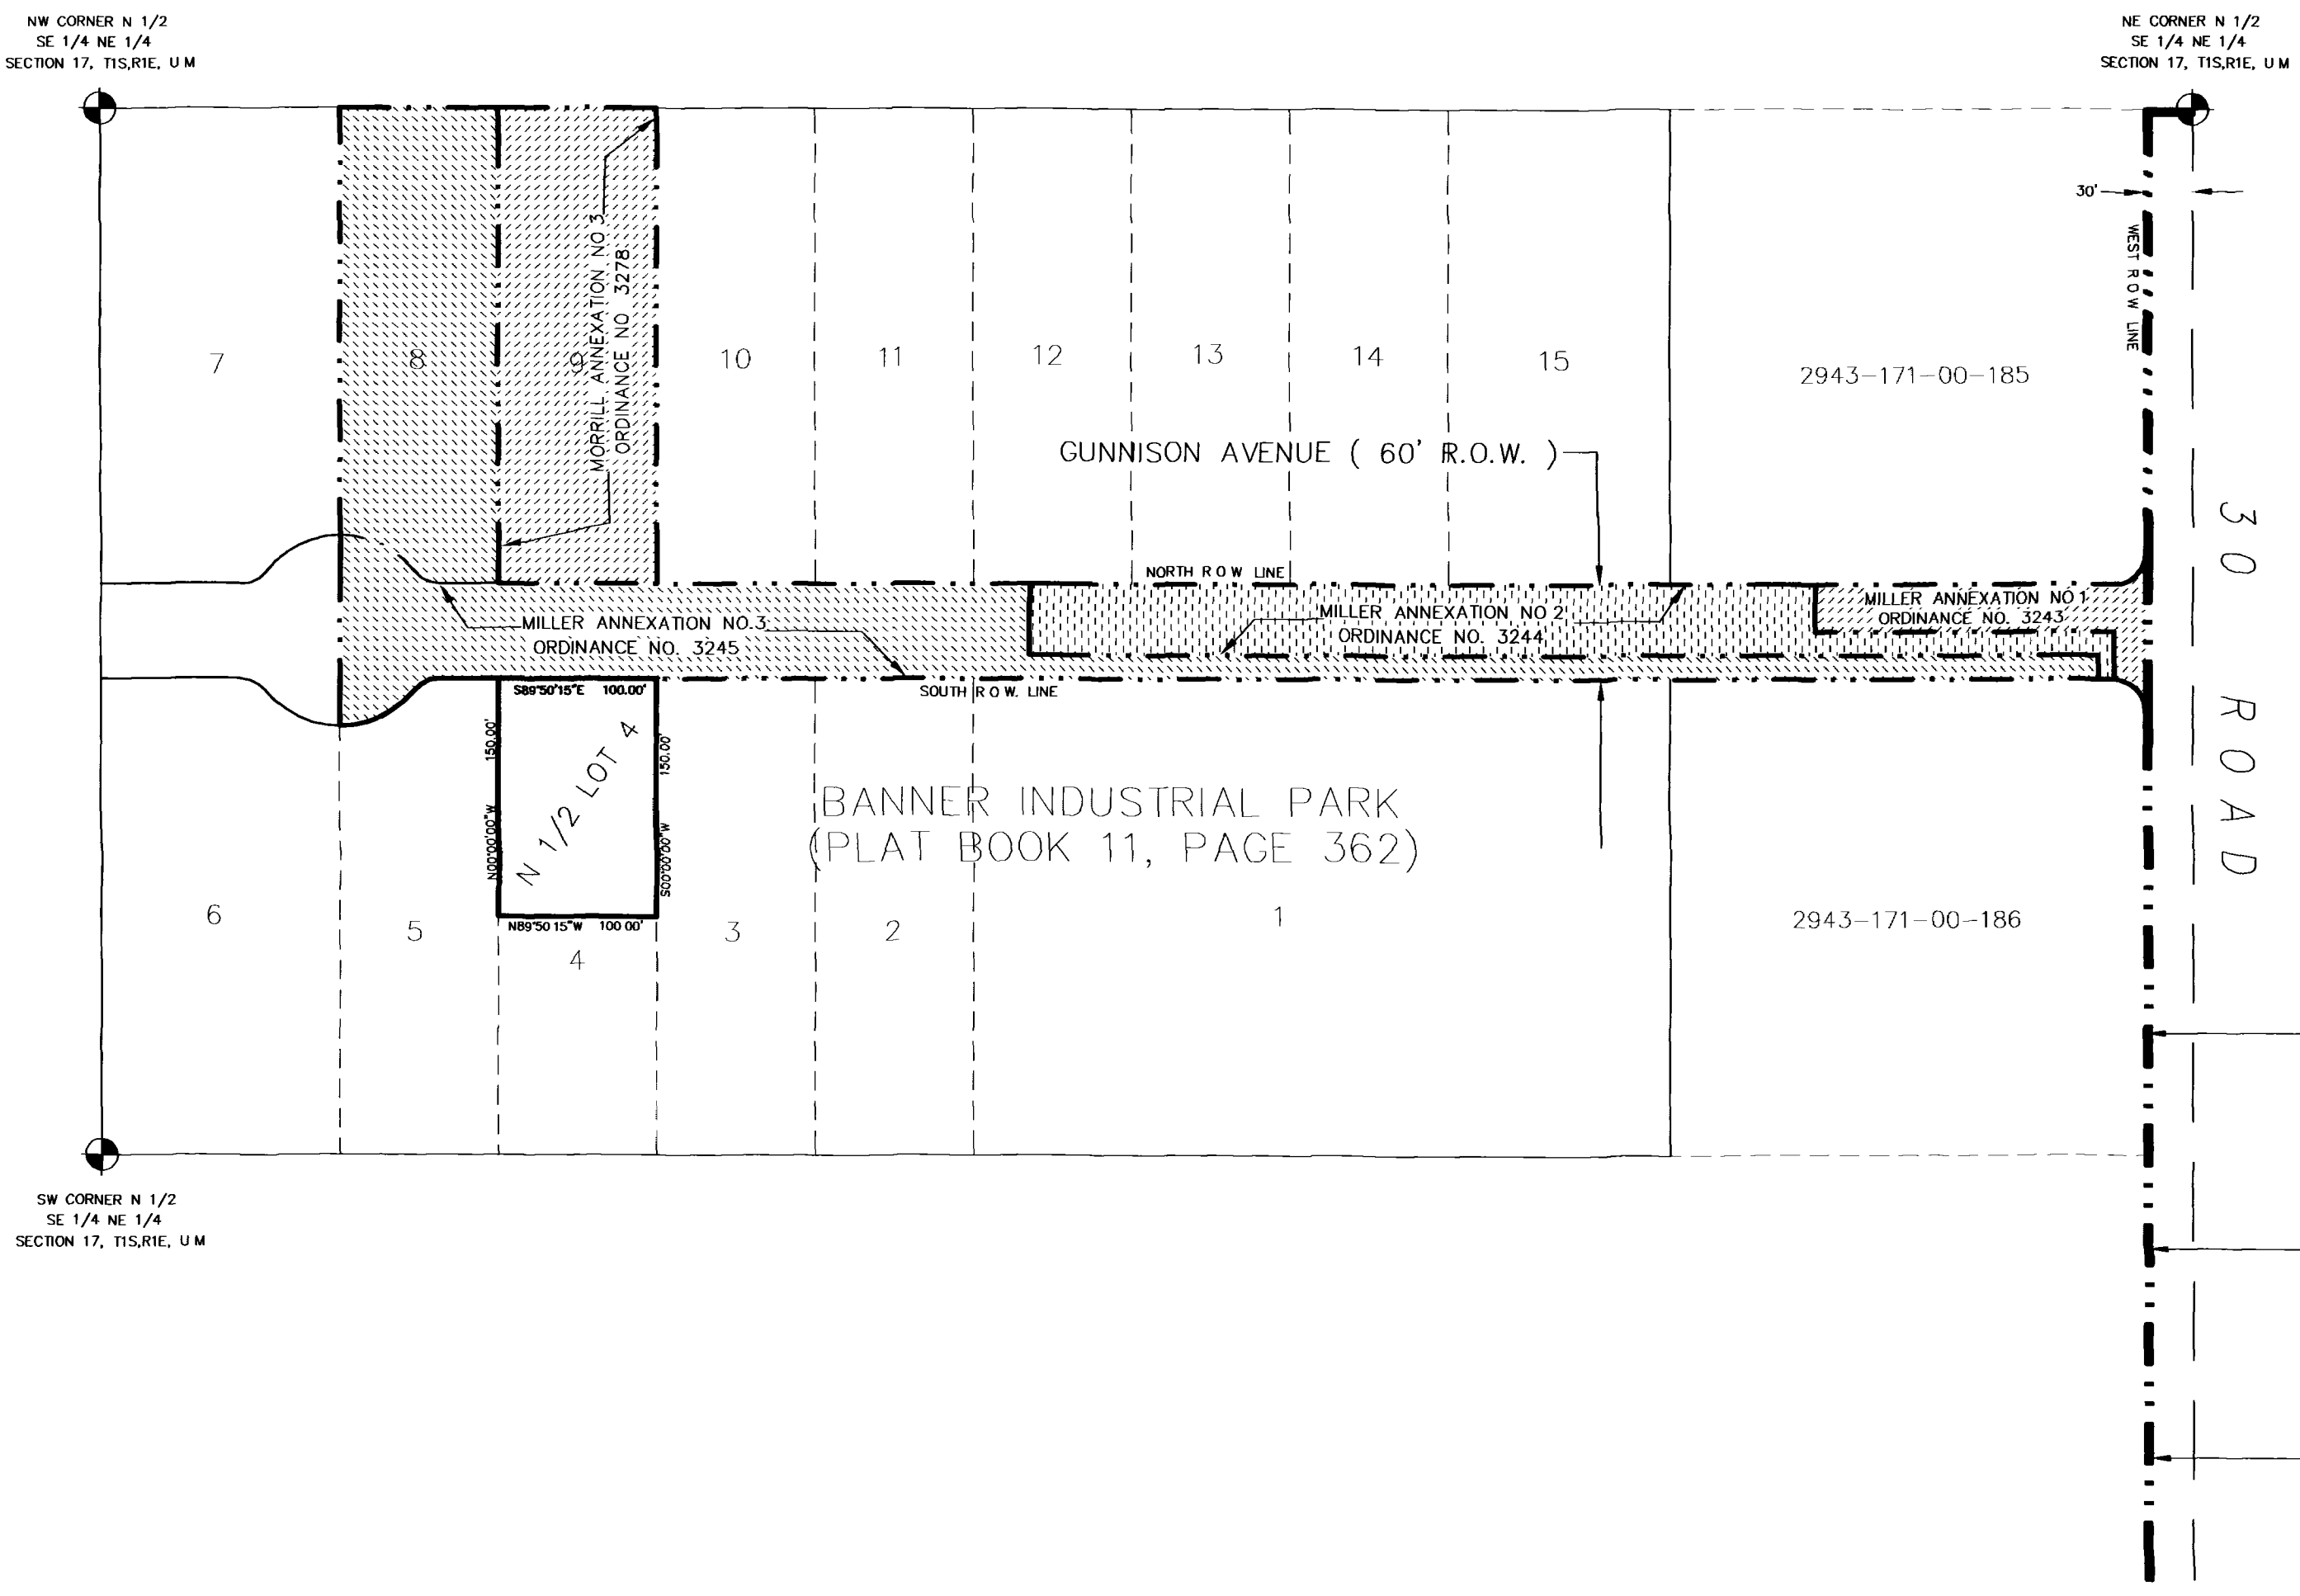 NW CORNER N 1/2
SE 1/4 NE 1/4
SECTION 17, T1S,R1E, U M
NE CORNER N 1/2
SE 1/4 NE 1/4
SECTION 17, T1S,R1E, U M
30'
WEST R O W LINE
MORRILL ANNEXATION NO 3
ORDINANCE NO 3278
7
8
9
10
11
12
13
14
15
2943-171-00-185
GUNNISON AVENUE ( 60' R.O.W. )
30 ROAD
NORTH R O W LINE
MILLER ANNEXATION NO 1
ORDINANCE NO. 3243
MILLER ANNEXATION NO 2
ORDINANCE NO. 3244
MILLER ANNEXATION NO.3
ORDINANCE NO. 3245
S89°50'15"E 100.00'
SOUTH R O W. LINE
150.00'
N00°00'00"W
N 1/2 LOT 4
150.00'
S00°00'00"W
N89°50 15"W 100 00'
BANNER INDUSTRIAL PARK
(PLAT BOOK 11, PAGE 362)
6
5
4
3
2
1
2943-171-00-186
SW CORNER N 1/2
SE 1/4 NE 1/4
SECTION 17, T1S,R1E, U M